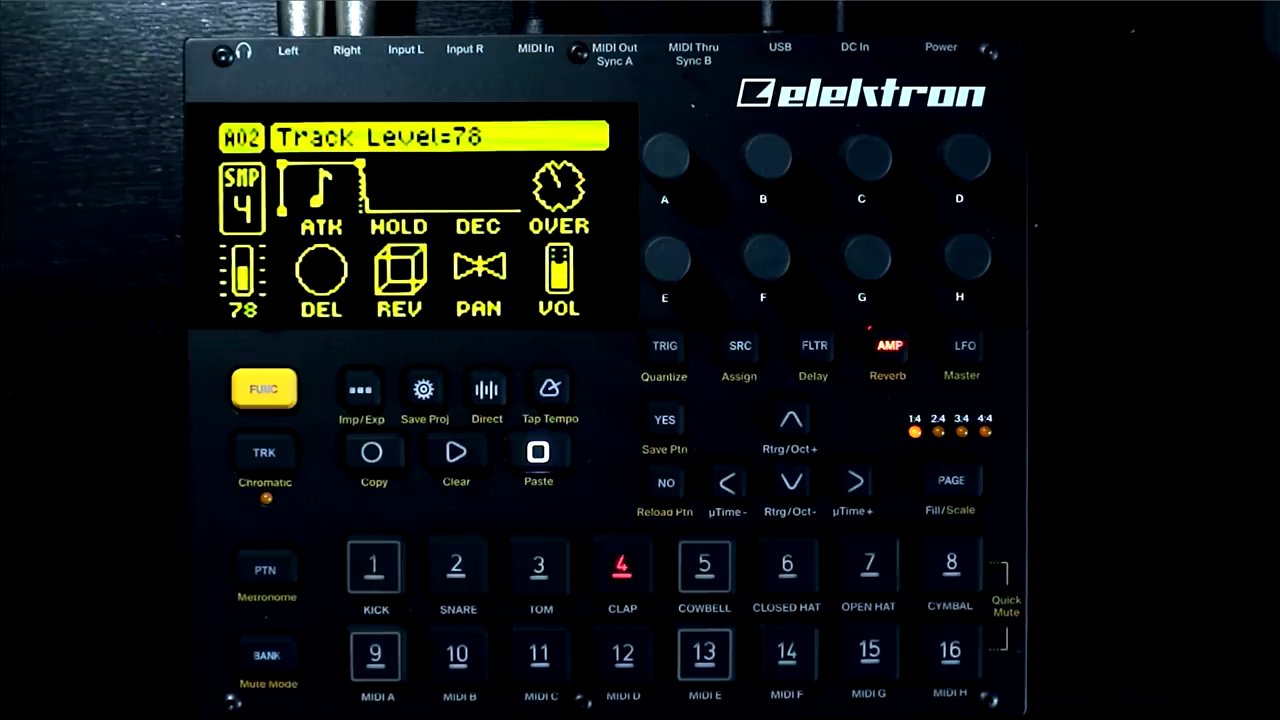 Left Right Input L Input R MIDI In MIDI Out MIDI Thru USB DC In Power
Sync A Sync B
elektron
A02 Track Level=78
SMP
4
ATK HOLD DEC OVER
78 DEL REV PAN VOL
A B C D
E F G H
TRIG SRC FLTR AMP LFO
Quantize Assign Delay Reverb Master
FUNC
Imp/Exp Save Proj Direct Tap Tempo
YES
Save Ptn Rtrg/Oct+
1:4 2:4 3:4 4:4
TRK
Chromatic Copy Clear Paste
NO PAGE
Reload Ptn µTime- Rtrg/Oct- µTime+ Fill/Scale
PTN
Metronome
1 2 3 4 5 6 7 8
KICK SNARE TOM CLAP COWBELL CLOSED HAT OPEN HAT CYMBAL
Quick
Mute
BANK
Mute Mode
9 10 11 12 13 14 15 16
MIDI A MIDI B MIDI C MIDI D MIDI E MIDI F MIDI G MIDI H